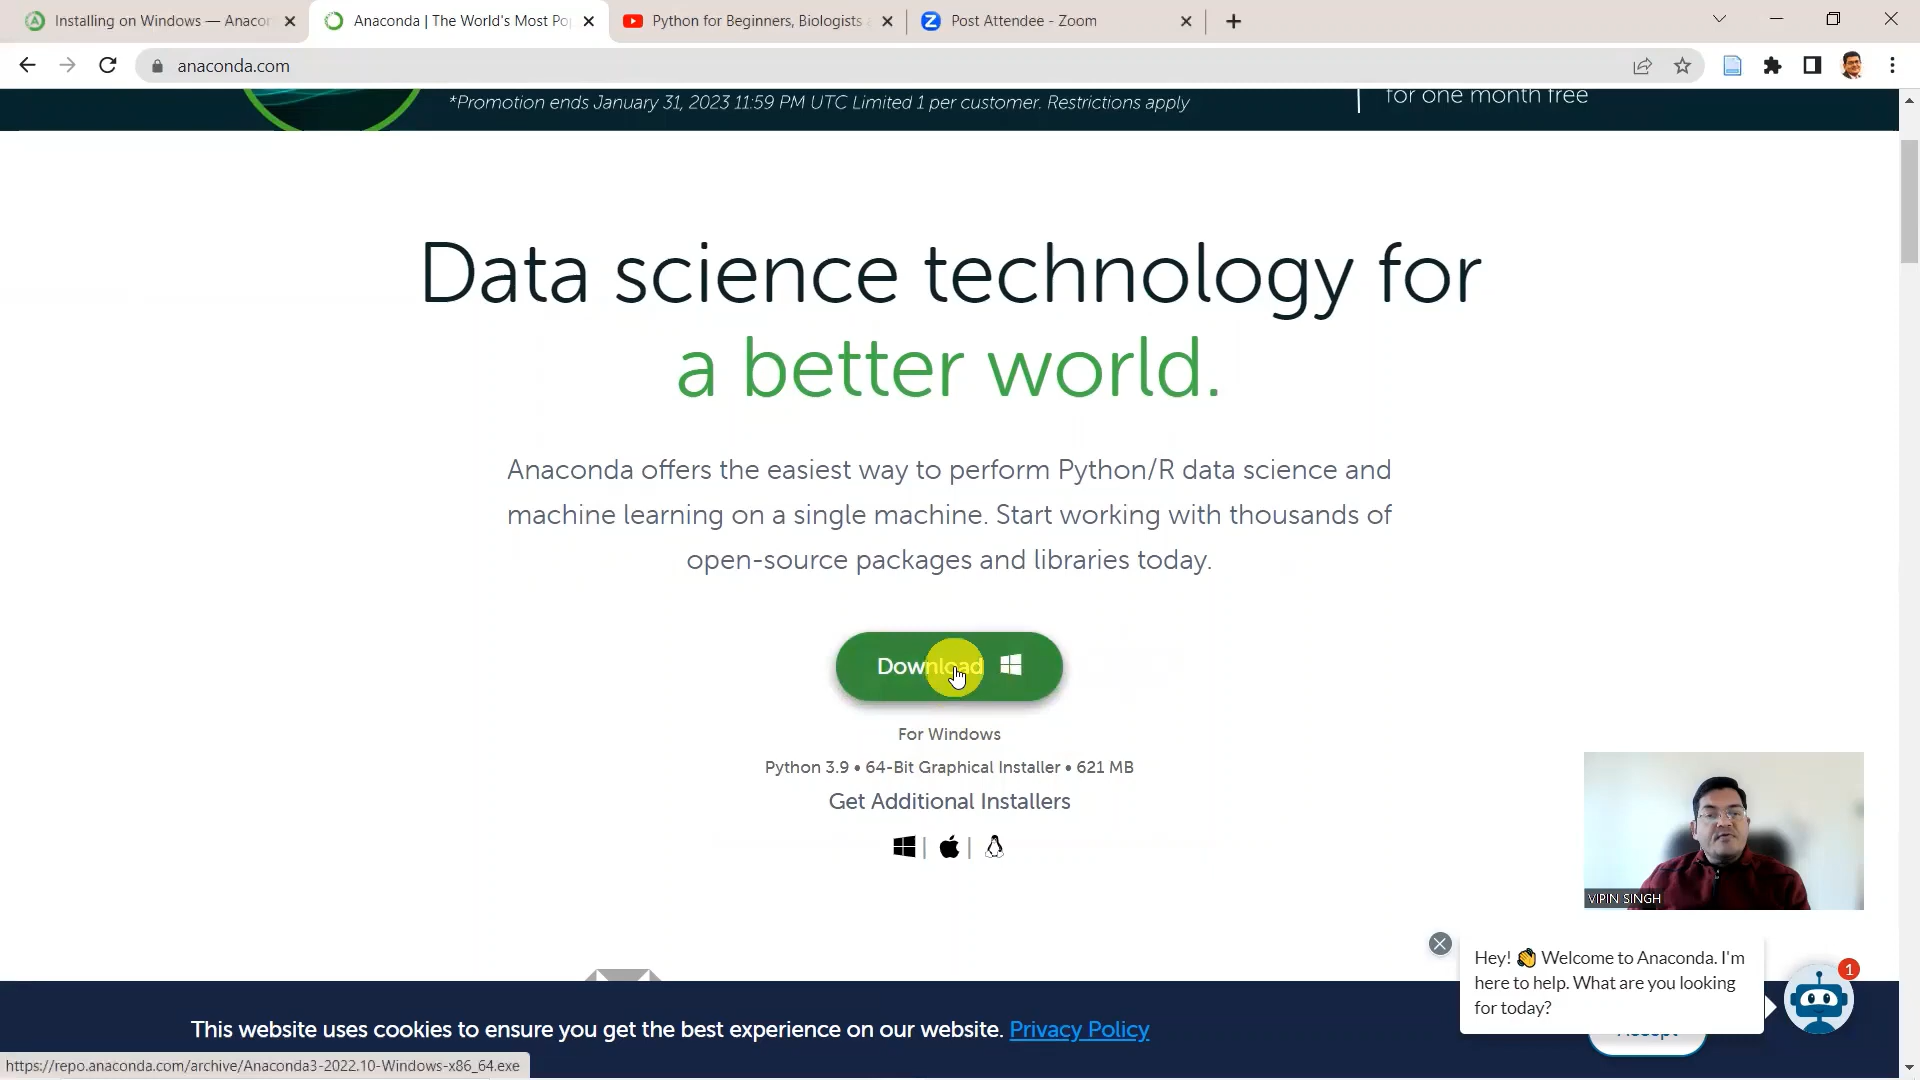 Installing on Windows — Anacon
Anaconda | The World's Most Po
Python for Beginners, Biologists
Post Attendee - Zoom
anaconda.com
*Promotion ends January 31, 2023 11:59 PM UTC Limited 1 per customer. Restrictions apply
for one month free
Data science technology for
a better world.
Anaconda offers the easiest way to perform Python/R data science and
machine learning on a single machine. Start working with thousands of
open-source packages and libraries today.
Download
For Windows
Python 3.9 • 64-Bit Graphical Installer • 621 MB
Get Additional Installers
VIPIN SINGH
Hey! 👋 Welcome to Anaconda. I'm
here to help. What are you looking
for today?
1
This website uses cookies to ensure you get the best experience on our website. Privacy Policy
Accept
https://repo.anaconda.com/archive/Anaconda3-2022.10-Windows-x86_64.exe